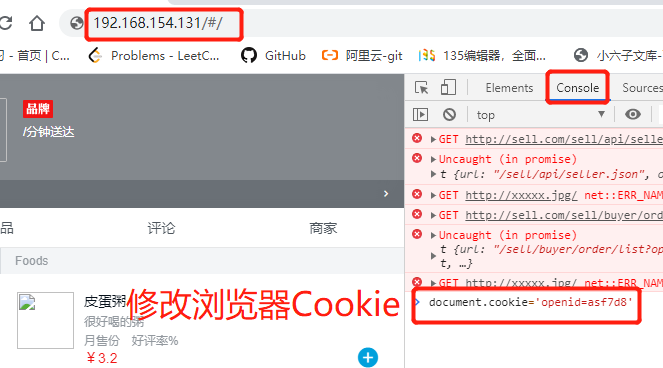 192.168.154.131/#/
习 - 首页 | C...
Problems - LeetC...
GitHub
阿里云-git
135编辑器，全面...
小六子文库-
品牌
/分钟送达
品
评论
商家
Foods
皮蛋粥
很好喝的粥
月售份 好评率%
￥3.2
修改浏览器Cookie
Elements
Console
Sources
top
GET http://sell.com/sell/api/selle
Uncaught (in promise)
t {url: "/sell/api/seller.json", o
GET http://xxxxx.jpg/ net::ERR_NAM
GET http://sell.com/sell/buyer/ord
Uncaught (in promise)
t {url: "/sell/buyer/order/list?op
t, …}
GET http://xxxxx.jpg/ net::ERR_NAM
document.cookie='openid=asf7d8'